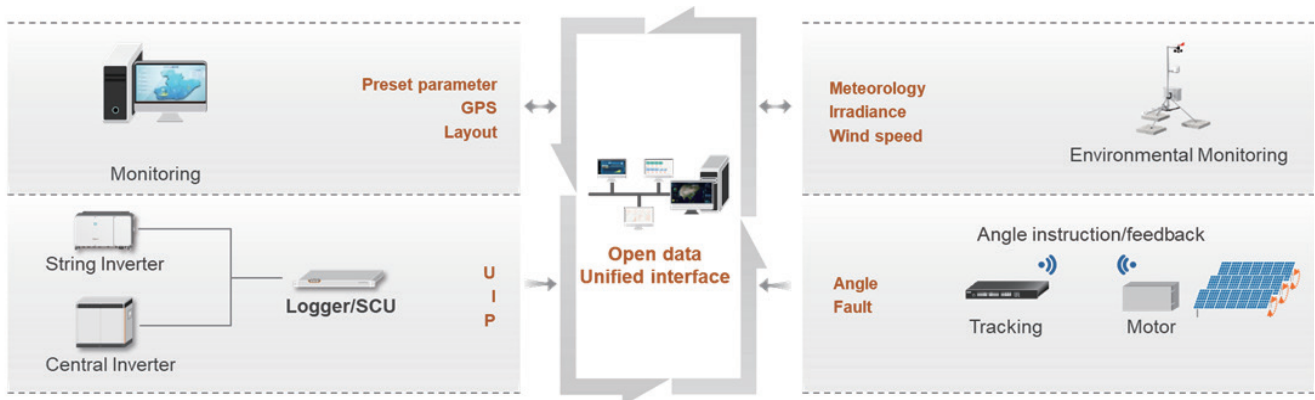 Preset parameter
GPS
Layout
Monitoring
Meteorology
Irradiance
Wind speed
Environmental Monitoring
Open data
Unified interface
String Inverter
Logger/SCU
Central Inverter
U
I
P
Angle instruction/feedback
Angle
Fault
Tracking
Motor